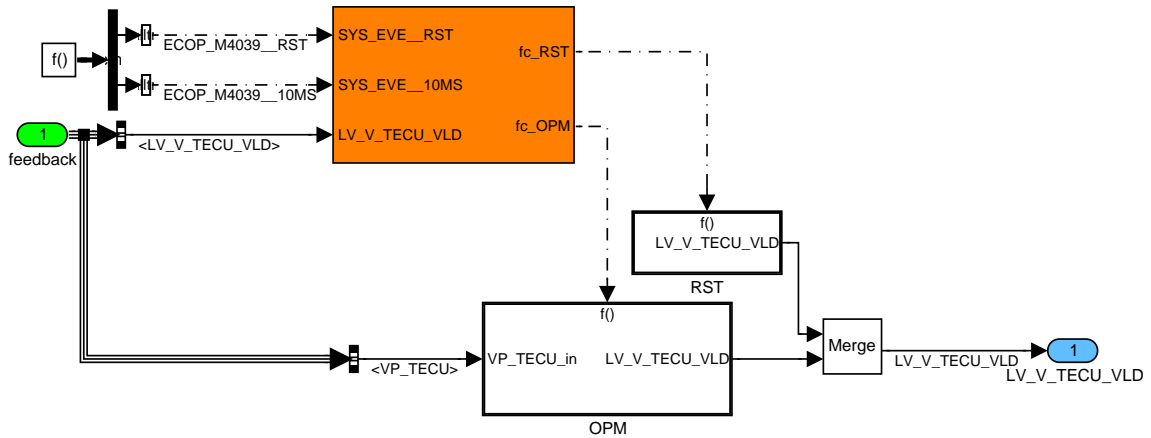 f()
ECOP_M4039__RST
ECOP_M4039__10MS
SYS_EVE__RST
SYS_EVE__10MS
LV_V_TECU_VLD
fc_RST
fc_OPM
1
feedback
<LV_V_TECU_VLD>
f()
LV_V_TECU_VLD
RST
f()
VP_TECU_in
LV_V_TECU_VLD
OPM
<VP_TECU>
Merge
LV_V_TECU_VLD
1
LV_V_TECU_VLD